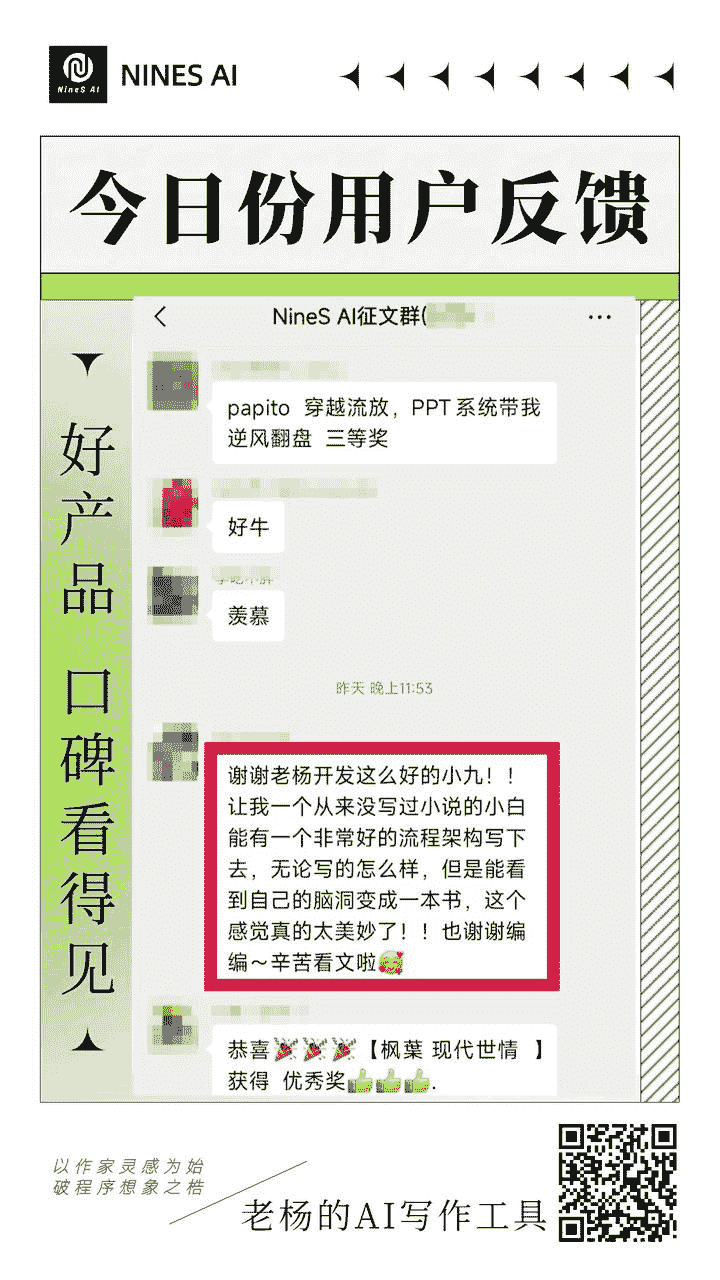 NineS AI
NINES AI
今日份用户反馈
好产品 口碑看得见
NineS AI征文群(
papito 穿越流放，PPT系统带我
逆风翻盘 三等奖
好牛
羡慕
昨天 晚上11:53
谢谢老杨开发这么好的小九！！
让我一个从来没写过小说的小白
能有一个非常好的流程架构写下
去，无论写的怎么样，但是能看
到自己的脑洞变成一本书，这个
感觉真的太美妙了！！也谢谢编
编～辛苦看文啦🥰
恭喜🎉🎉🎉【枫葉 现代世情 】
获得 优秀奖👍👍👍.
以作家灵感为始
破程序想象之梏
老杨的AI写作工具